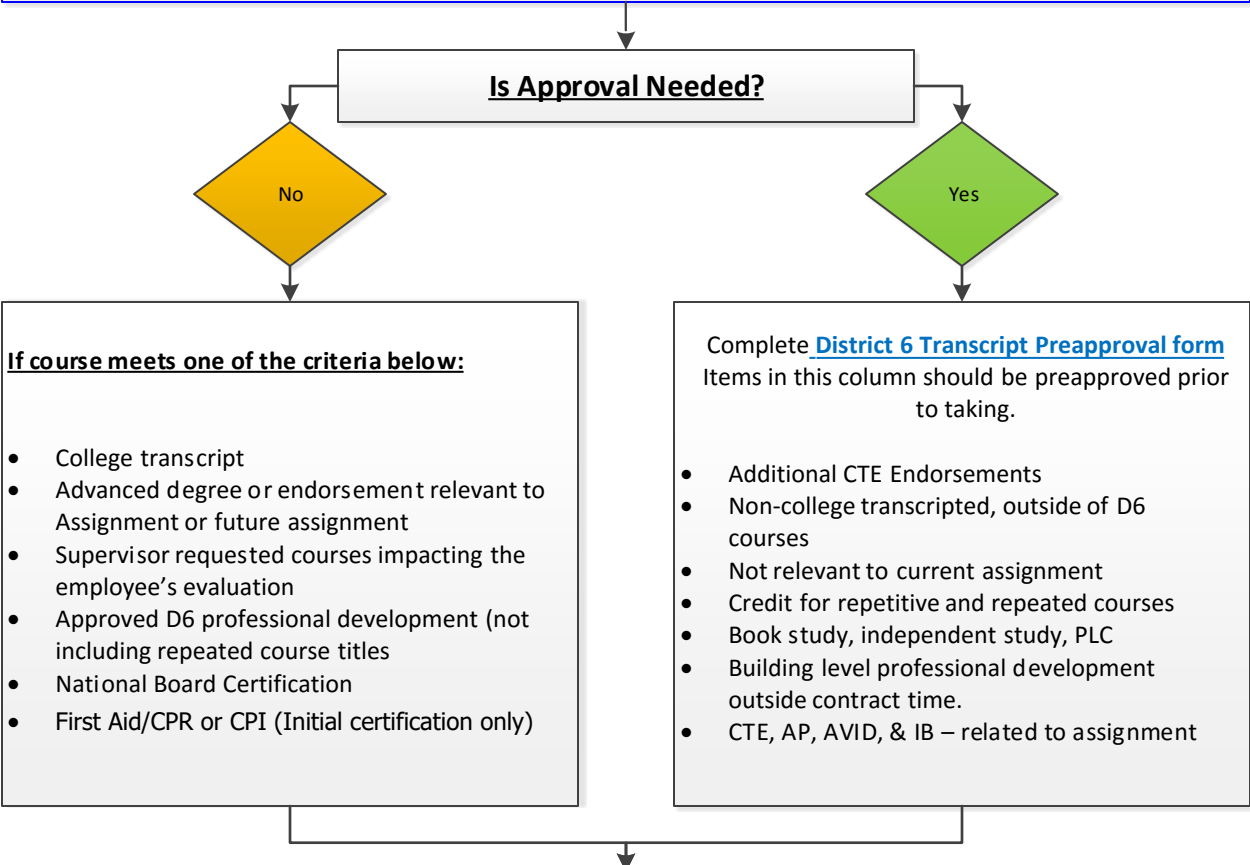 Is Approval Needed?
No
Yes
If course meets one of the criteria below:
• College transcript
• Advanced degree or endorsement relevant to
Assignment or future assignment
• Supervisor requested courses impacting the
employee's evaluation
• Approved D6 professional development (not
including repeated course titles
• National Board Certification
• First Aid/CPR or CPI (Initial certification only)
Complete District 6 Transcript Preapproval form
Items in this column should be preapproved prior
to taking.
• Additional CTE Endorsements
• Non-college transcripted, outside of D6
courses
• Not relevant to current assignment
• Credit for repetitive and repeated courses
• Book study, independent study, PLC
• Building level professional development
outside contract time.
• CTE, AP, AVID, & IB – related to assignment